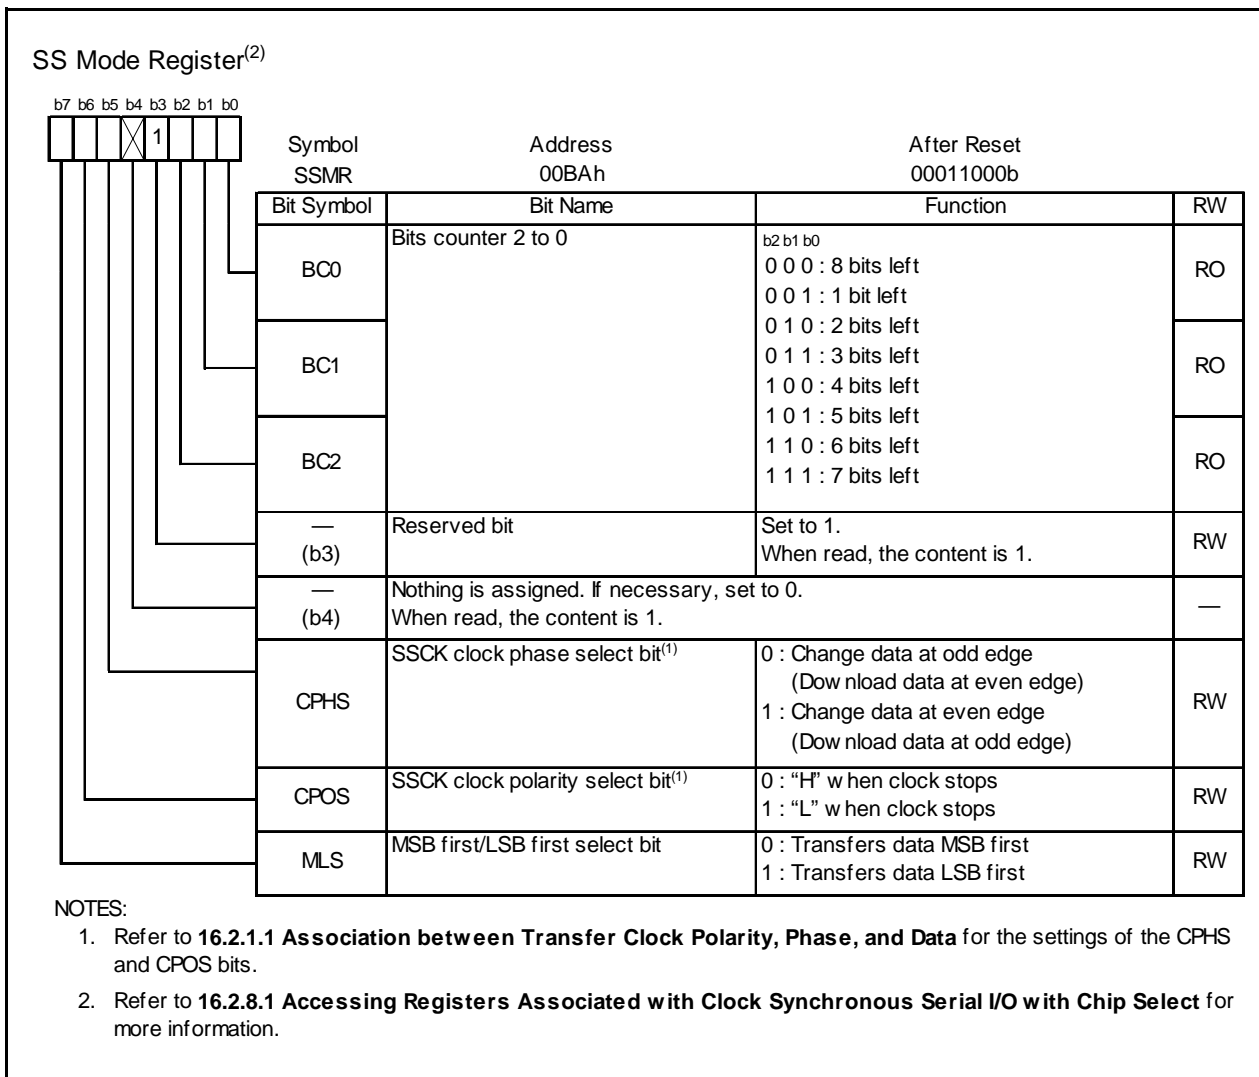 SS Mode Register(2)
b7 b6 b5 b4 b3 b2 b1 b0
1
Symbol Address After Reset
SSMR 00BAh 00011000b
Bit Symbol Bit Name Function RW
BC0 Bits counter 2 to 0 b2 b1 b0
0 0 0 : 8 bits left RO
0 0 1 : 1 bit left
0 1 0 : 2 bits left
BC1 0 1 1 : 3 bits left RO
1 0 0 : 4 bits left
1 0 1 : 5 bits left
BC2 1 1 0 : 6 bits left RO
1 1 1 : 7 bits left
— Reserved bit Set to 1.
(b3) When read, the content is 1. RW
— Nothing is assigned. If necessary, set to 0.
(b4) When read, the content is 1. —
CPHS SSCK clock phase select bit(1) 0 : Change data at odd edge
(Download data at even edge) RW
1 : Change data at even edge
(Download data at odd edge)
CPOS SSCK clock polarity select bit(1) 0 : “H” when clock stops RW
1 : “L” when clock stops
MLS MSB first/LSB first select bit 0 : Transfers data MSB first RW
1 : Transfers data LSB first
NOTES:
1. Refer to 16.2.1.1 Association between Transfer Clock Polarity, Phase, and Data for the settings of the CPHS
and CPOS bits.
2. Refer to 16.2.8.1 Accessing Registers Associated with Clock Synchronous Serial I/O with Chip Select for
more information.